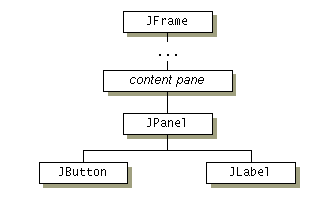 JFrame
...
content pane
JPanel
JButton
JLabel